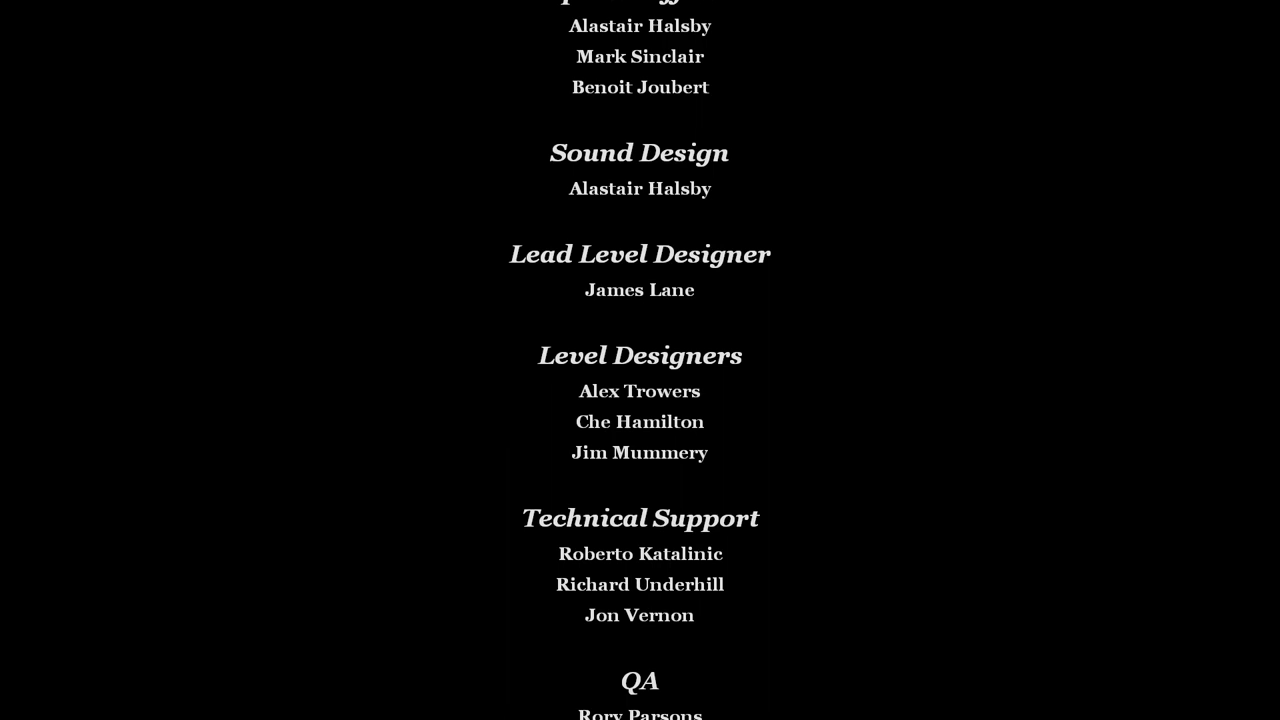 Alastair Halsby
Mark Sinclair
Benoit Joubert
Sound Design
Alastair Halsby
Lead Level Designer
James Lane
Level Designers
Alex Trowers
Che Hamilton
Jim Mummery
Technical Support
Roberto Katalinic
Richard Underhill
Jon Vernon
QA
Rory Parsons